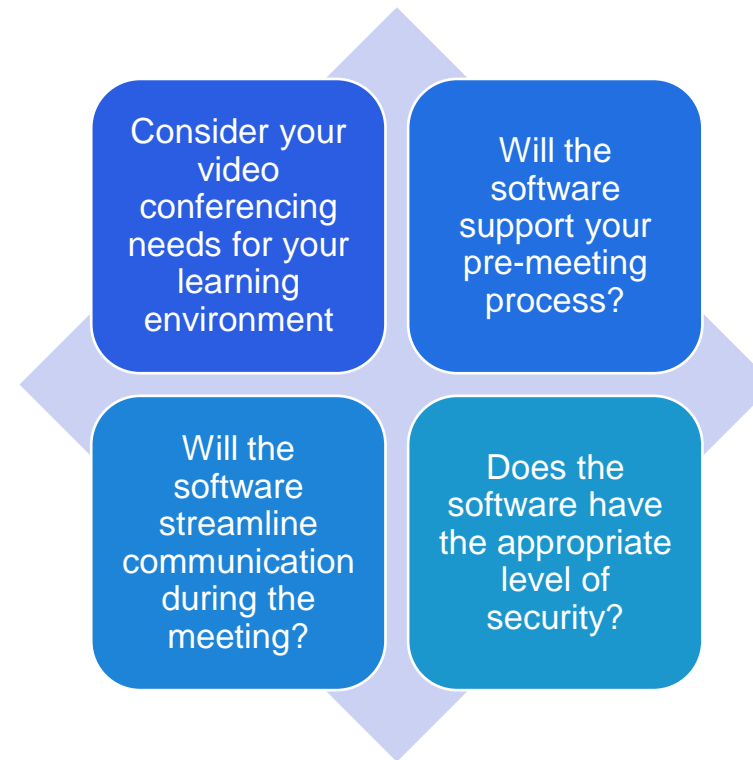 Consider your
video
conferencing
needs for your
learning
environment
Will the
software
support your
pre-meeting
process?
Will the
software
streamline
communication
during the
meeting?
Does the
software have
the appropriate
level of
security?